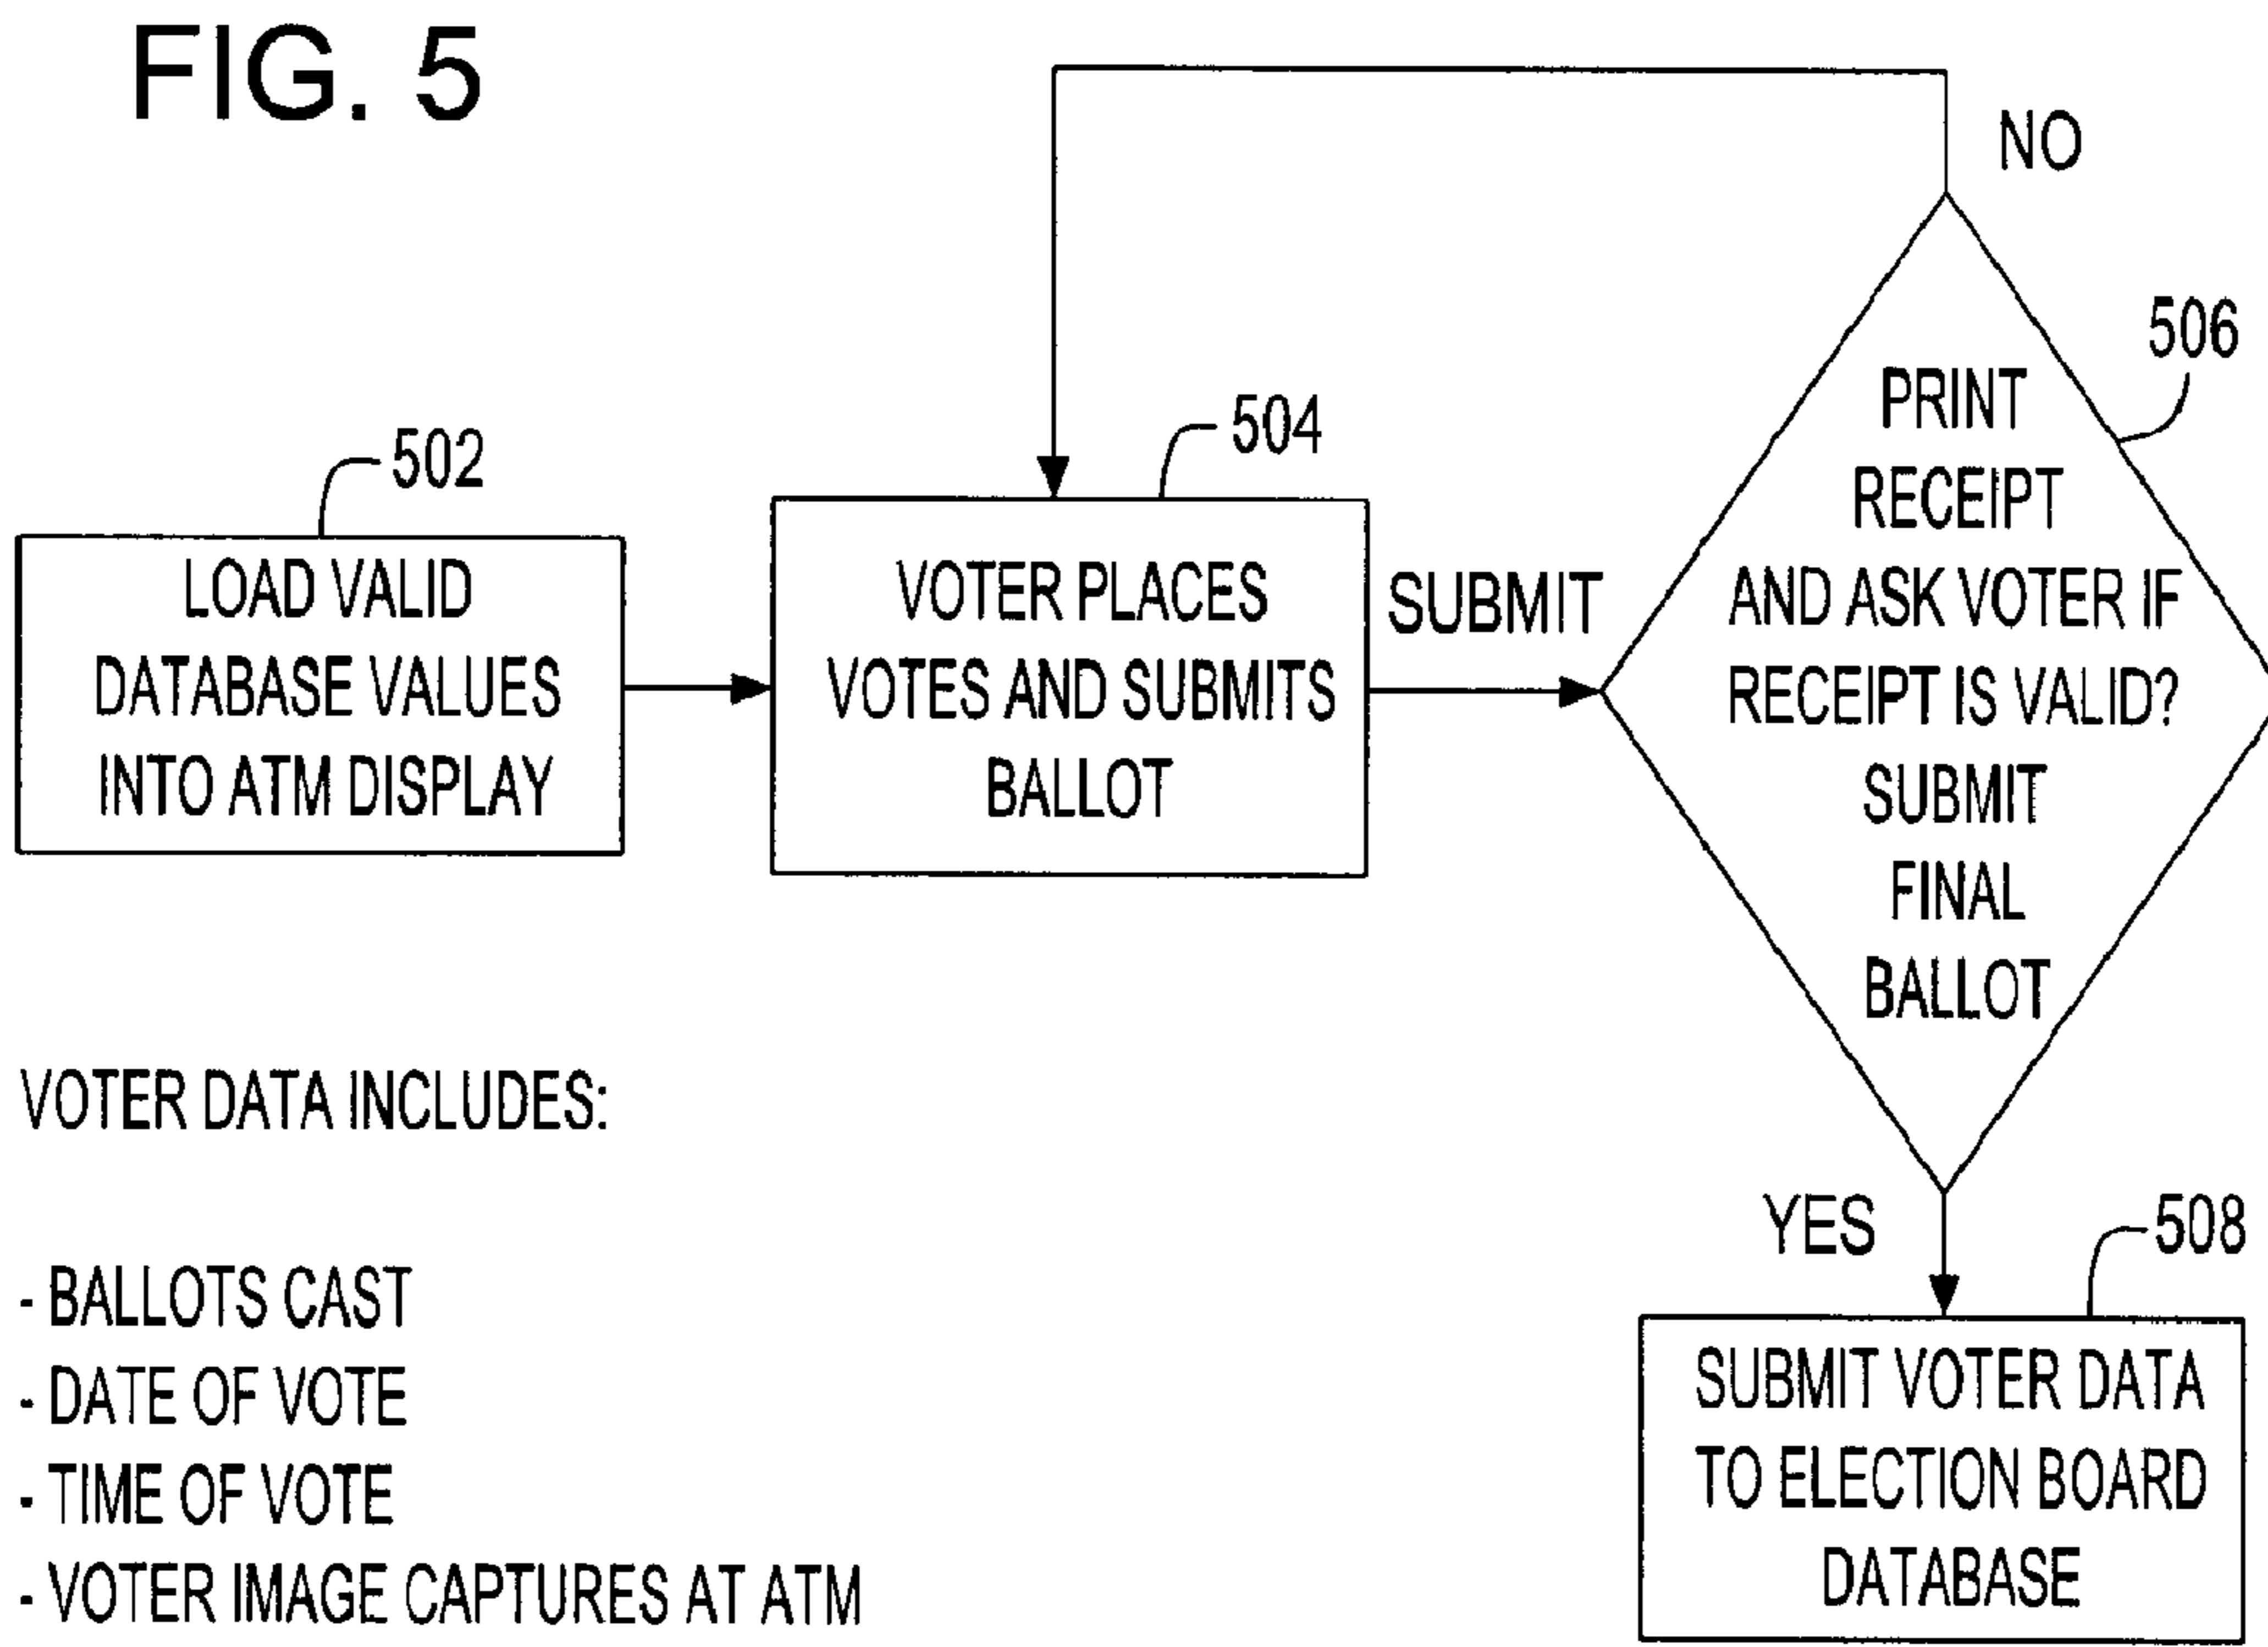 FIG. 5
NO
506
504
502
LOAD VALID
DATABASE VALUES
INTO ATM DISPLAY
VOTER PLACES
VOTES AND SUBMITS
BALLOT
SUBMIT
PRINT
RECEIPT
AND ASK VOTER IF
RECEIPT IS VALID?
SUBMIT
FINAL
BALLOT
YES
508
SUBMIT VOTER DATA
TO ELECTION BOARD
DATABASE
VOTER DATA INCLUDES:
- BALLOTS CAST
- DATE OF VOTE
- TIME OF VOTE
- VOTER IMAGE CAPTURES AT ATM